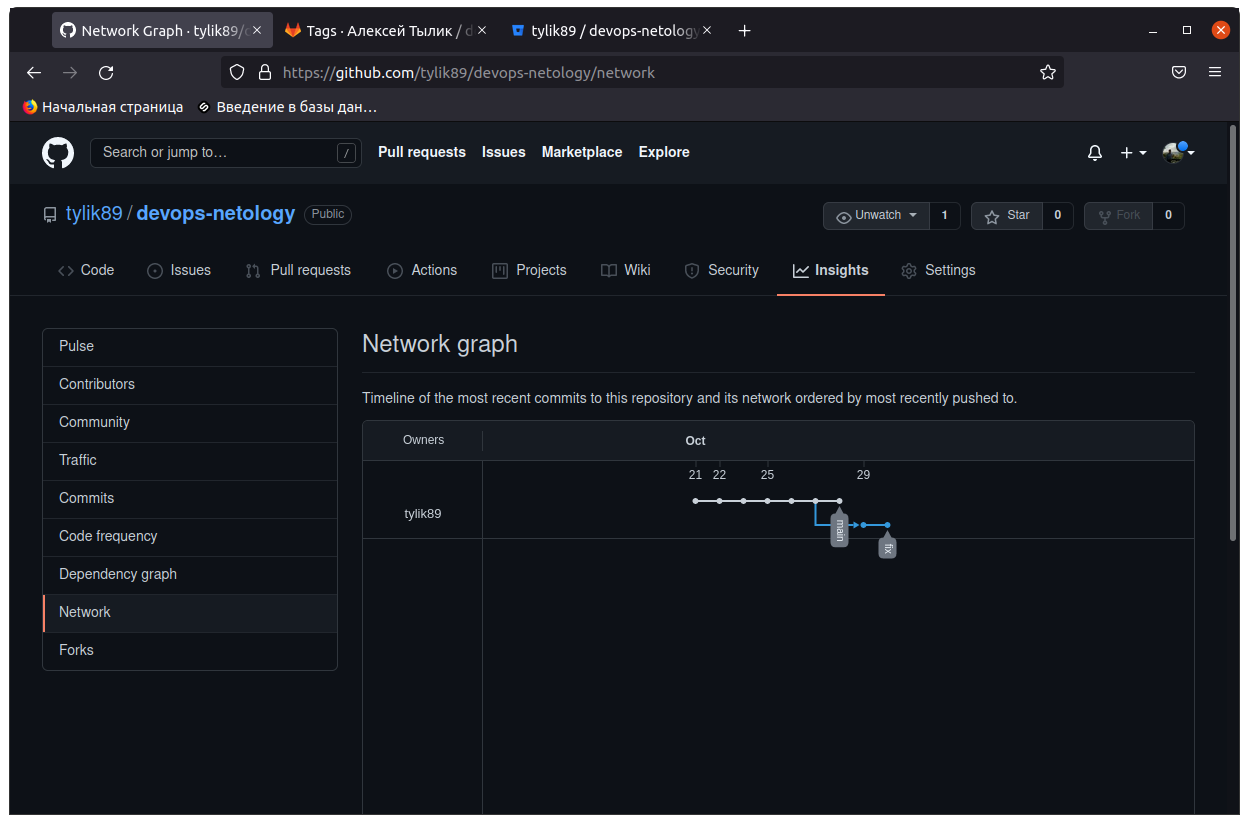 Network Graph · tylik89/d
Tags · Алексей Тылик / d
tylik89 / devops-netology
https://github.com/tylik89/devops-netology/network
Начальная страница
Введение в базы дан…
Search or jump to…
/
Pull requests
Issues
Marketplace
Explore
tylik89 / devops-netology
Public
Unwatch
1
Star
0
Fork
0
Code
Issues
Pull requests
Actions
Projects
Wiki
Security
Insights
Settings
Pulse
Contributors
Community
Traffic
Commits
Code frequency
Dependency graph
Network
Forks
Network graph
Timeline of the most recent commits to this repository and its network ordered by most recently pushed to.
Owners
Oct
21 22 25 29
tylik89
main
fix